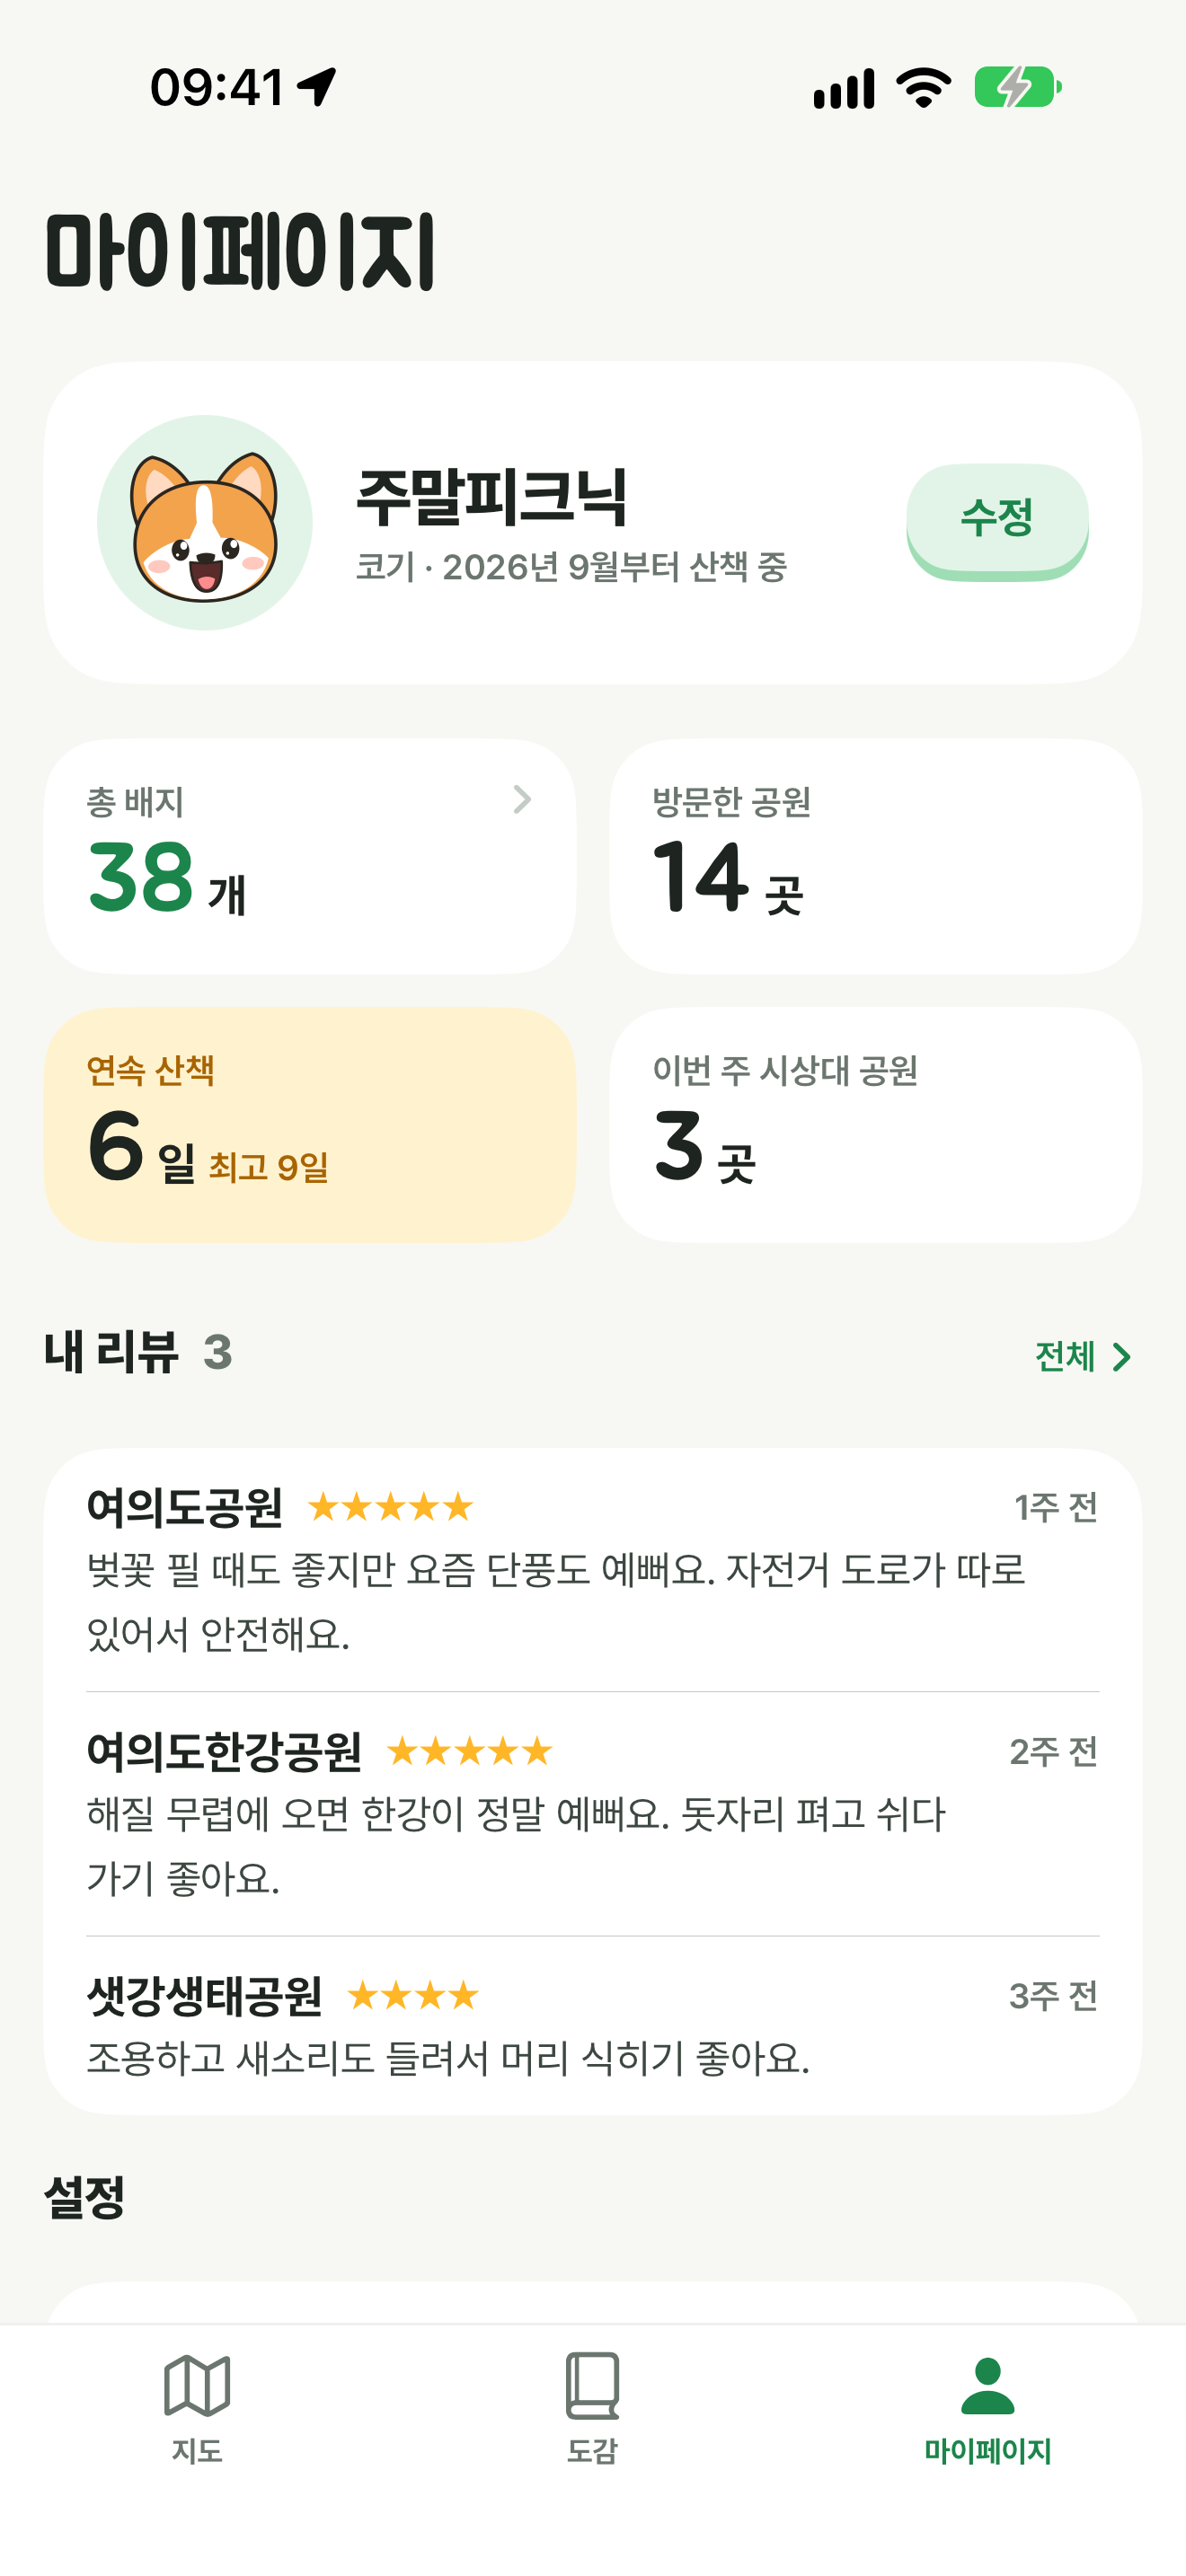 09:41
마이페이지
주말피크닉
코기 · 2026년 9월부터 산책 중
수정
총 배지
38 개
방문한 공원
14 곳
연속 산책
6 일 최고 9일
이번 주 시상대 공원
3 곳
내 리뷰 3
전체
여의도공원 ★★★★★ 1주 전
벚꽃 필 때도 좋지만 요즘 단풍도 예뻐요. 자전거 도로가 따로
있어서 안전해요.
여의도한강공원 ★★★★★ 2주 전
해질 무렵에 오면 한강이 정말 예뻐요. 돗자리 펴고 쉬다
가기 좋아요.
샛강생태공원 ★★★★ 3주 전
조용하고 새소리도 들려서 머리 식히기 좋아요.
설정
지도
도감
마이페이지